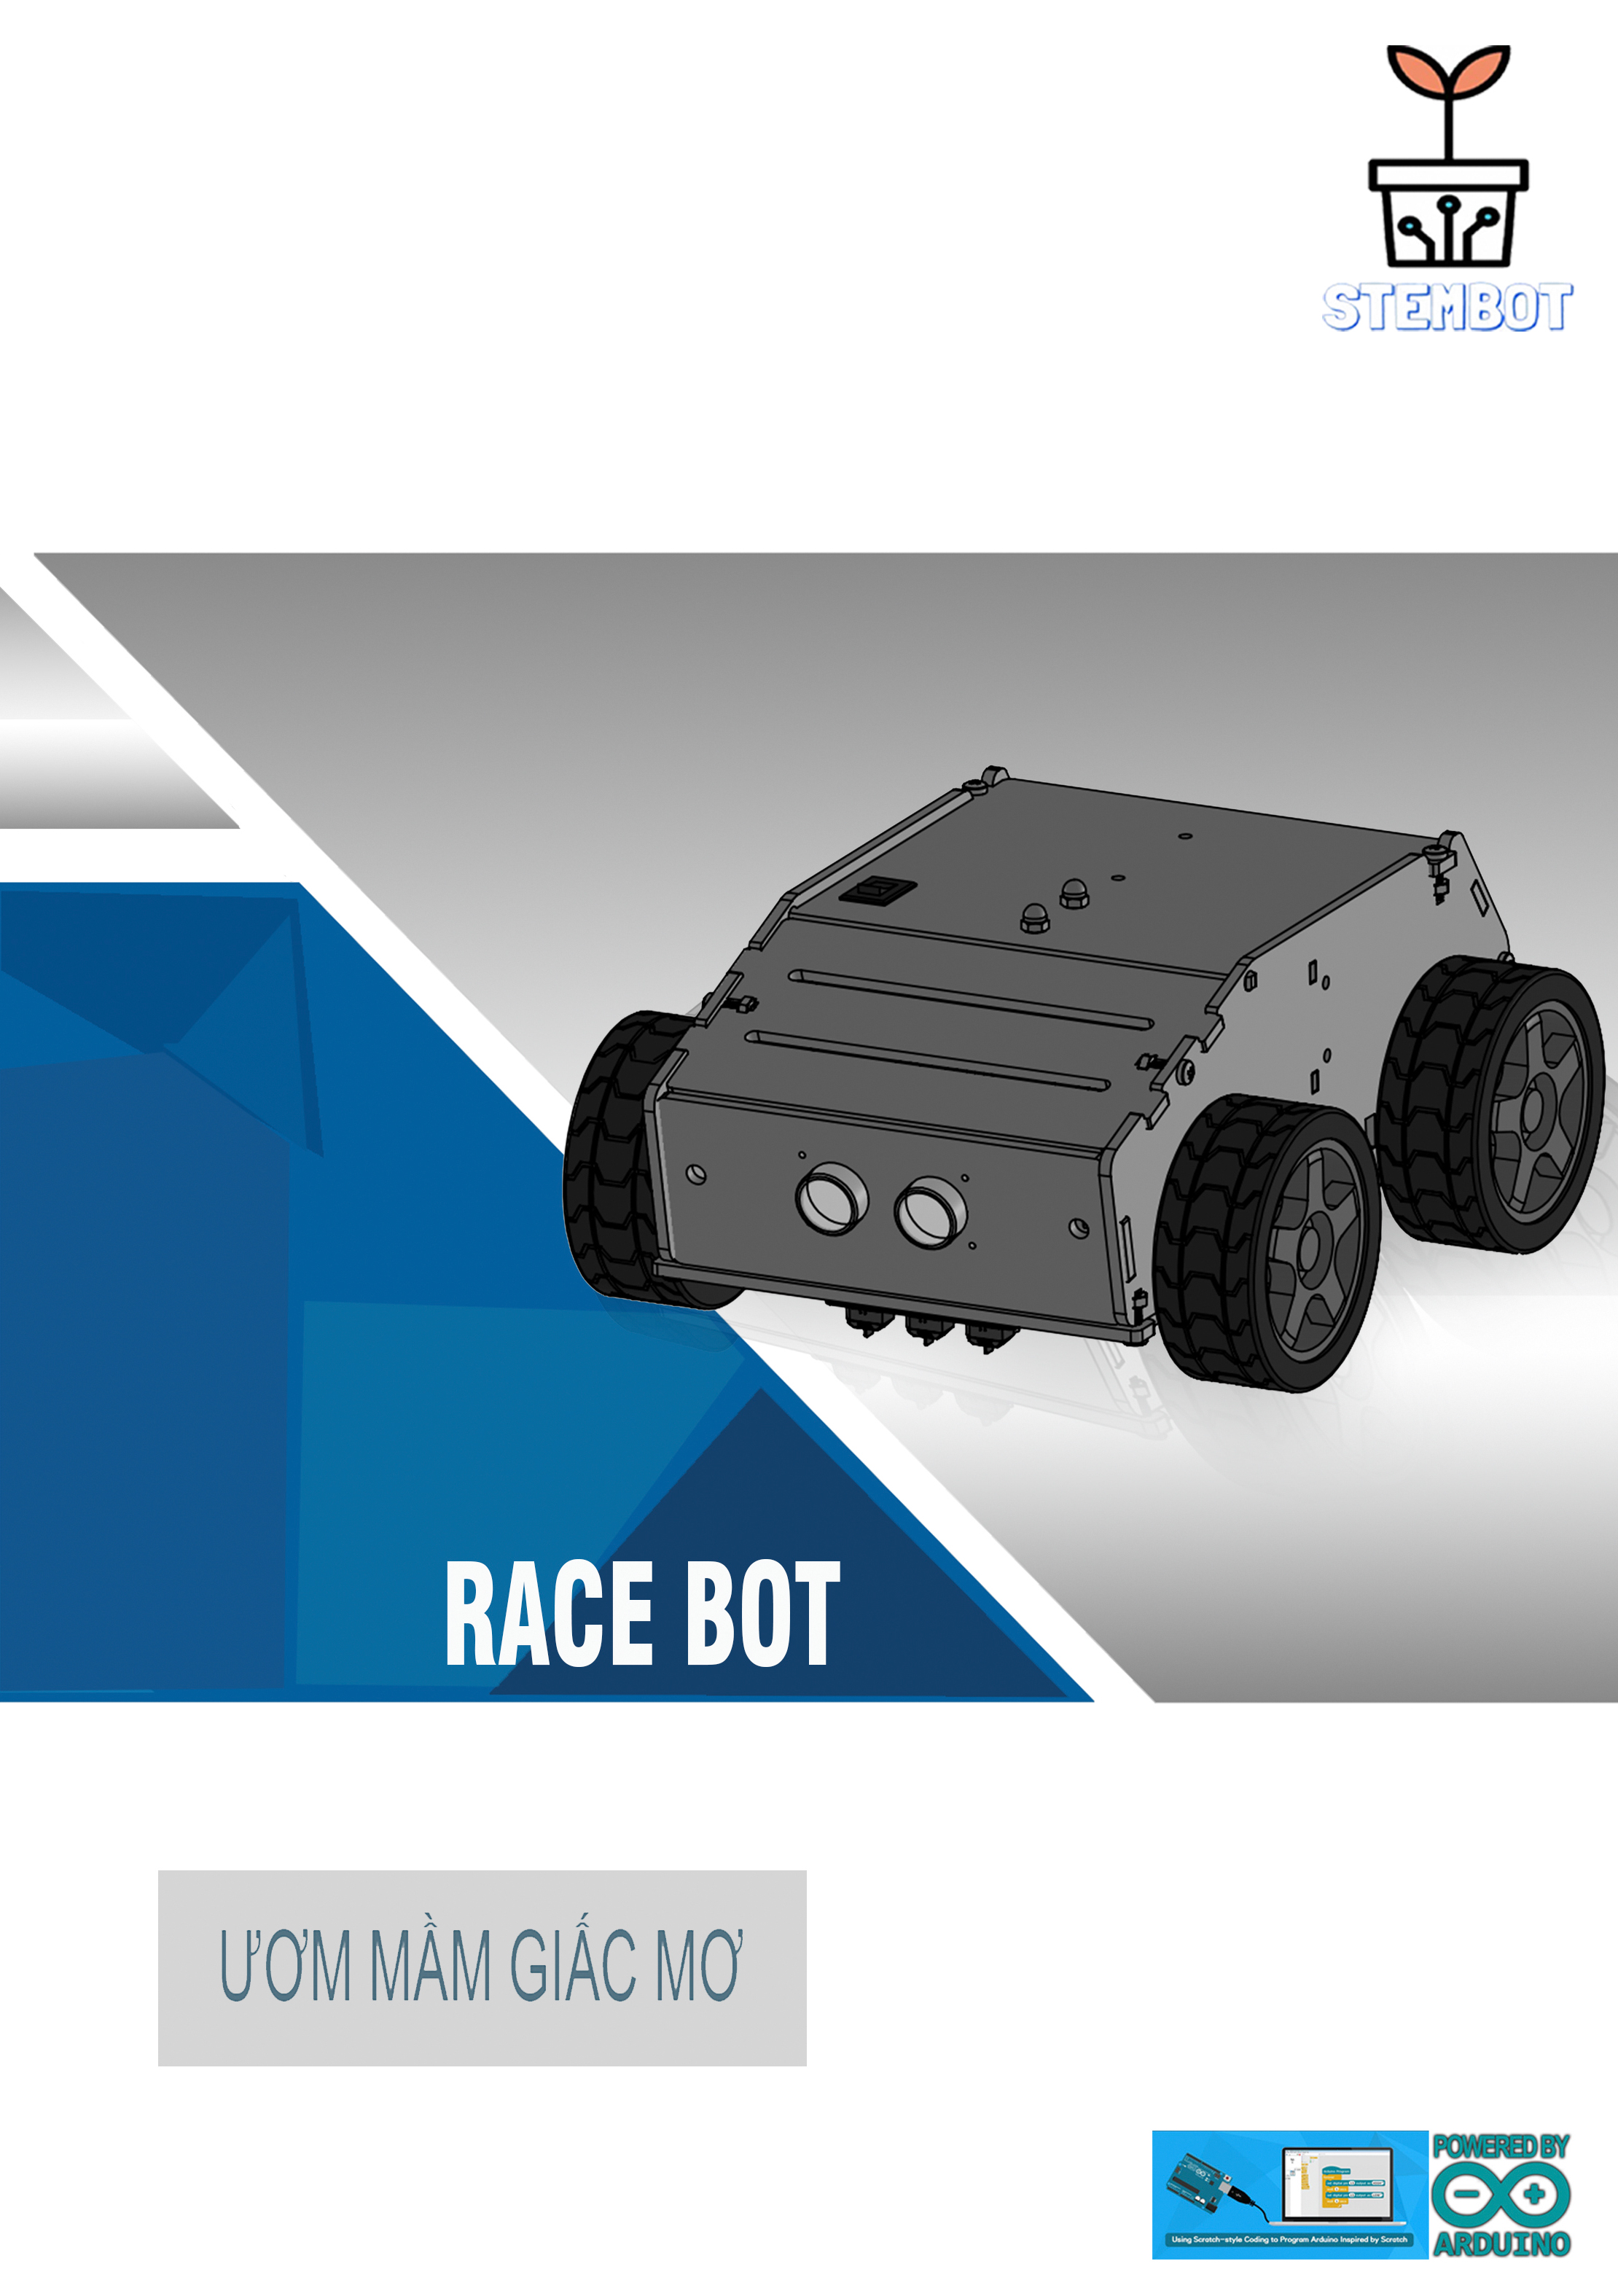 STEMBOT
RACE BOT
ƯƠM MẦM GIẤC MƠ
POWERED BY
ARDUINO
Using Scratch-style Coding to Program Arduino Inspired by Scratch